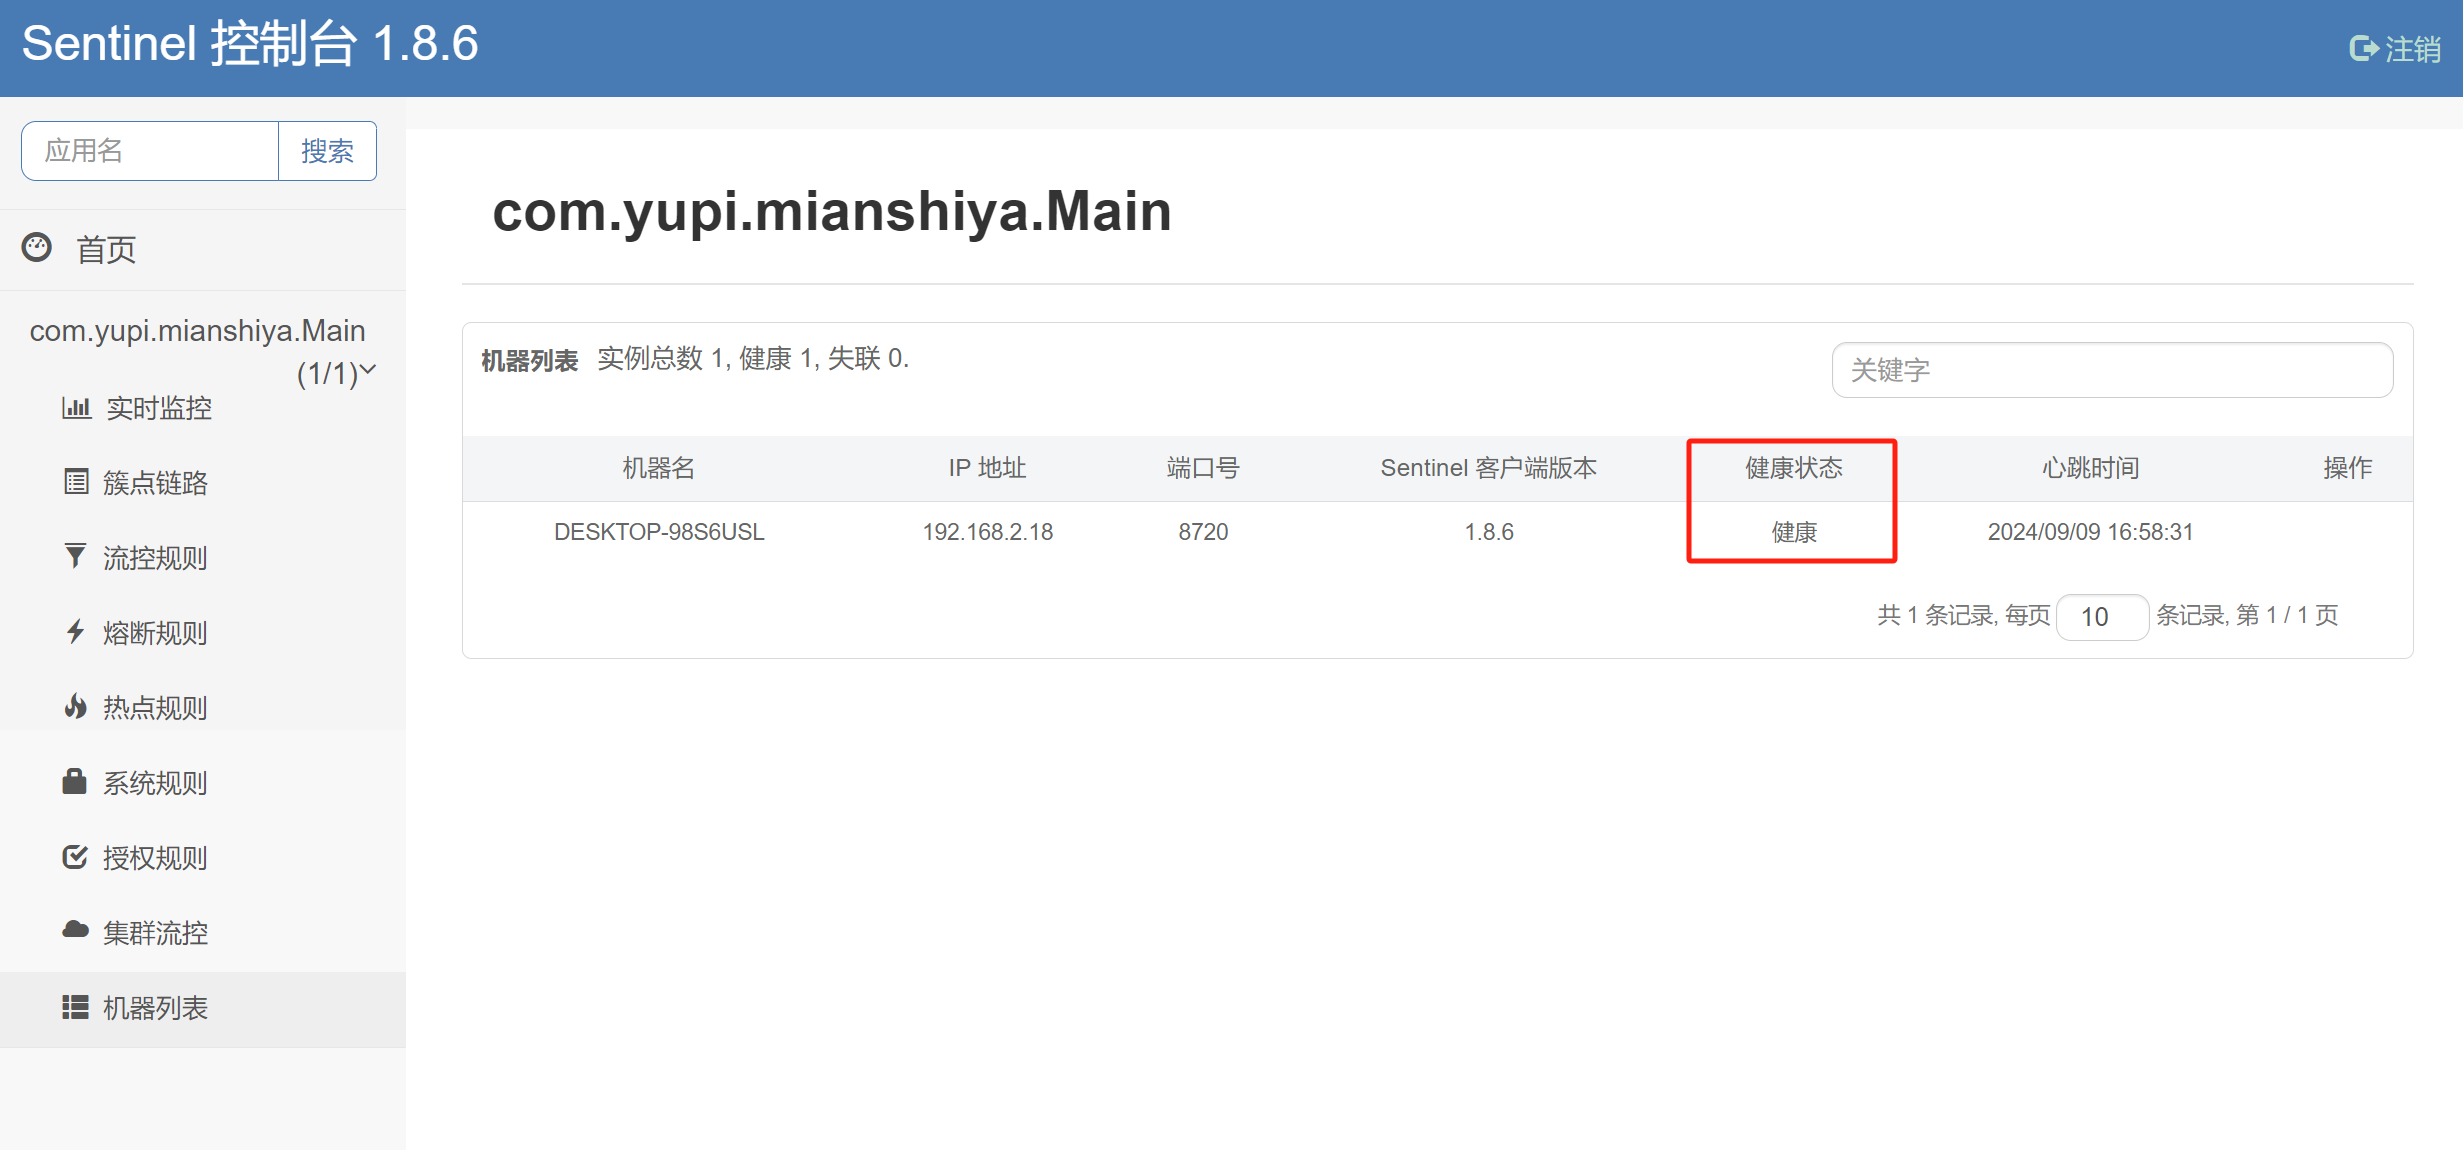 Sentinel 控制台 1.8.6
注销
应用名
搜索
首页
com.yupi.mianshiya.Main
(1/1)
实时监控
簇点链路
流控规则
熔断规则
热点规则
系统规则
授权规则
集群流控
机器列表
com.yupi.mianshiya.Main
机器列表 实例总数 1, 健康 1, 失联 0.
关键字
机器名 IP 地址 端口号 Sentinel 客户端版本 健康状态 心跳时间 操作
DESKTOP-98S6USL 192.168.2.18 8720 1.8.6 健康 2024/09/09 16:58:31
共 1 条记录, 每页 10 条记录, 第 1 / 1 页